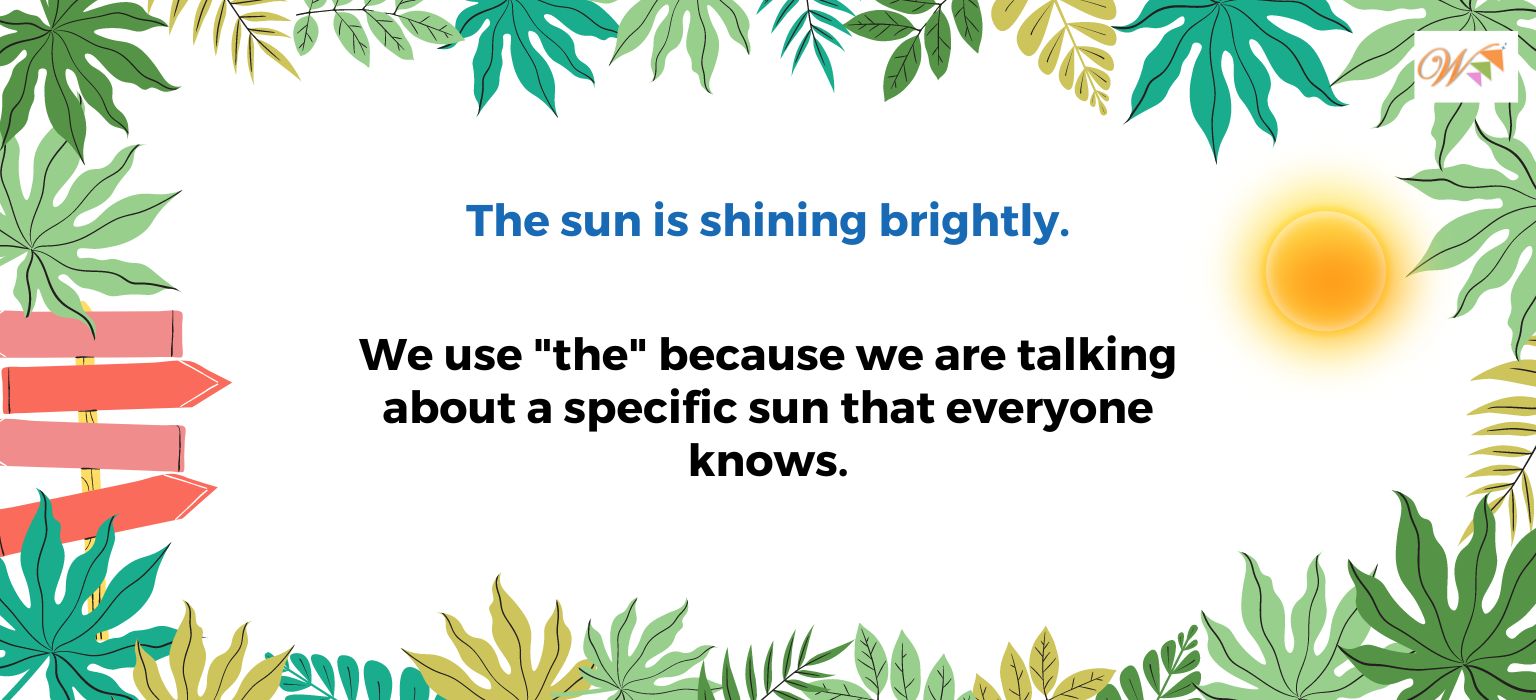 The sun is shining brightly.
We use "the" because we are talking
about a specific sun that everyone
knows.